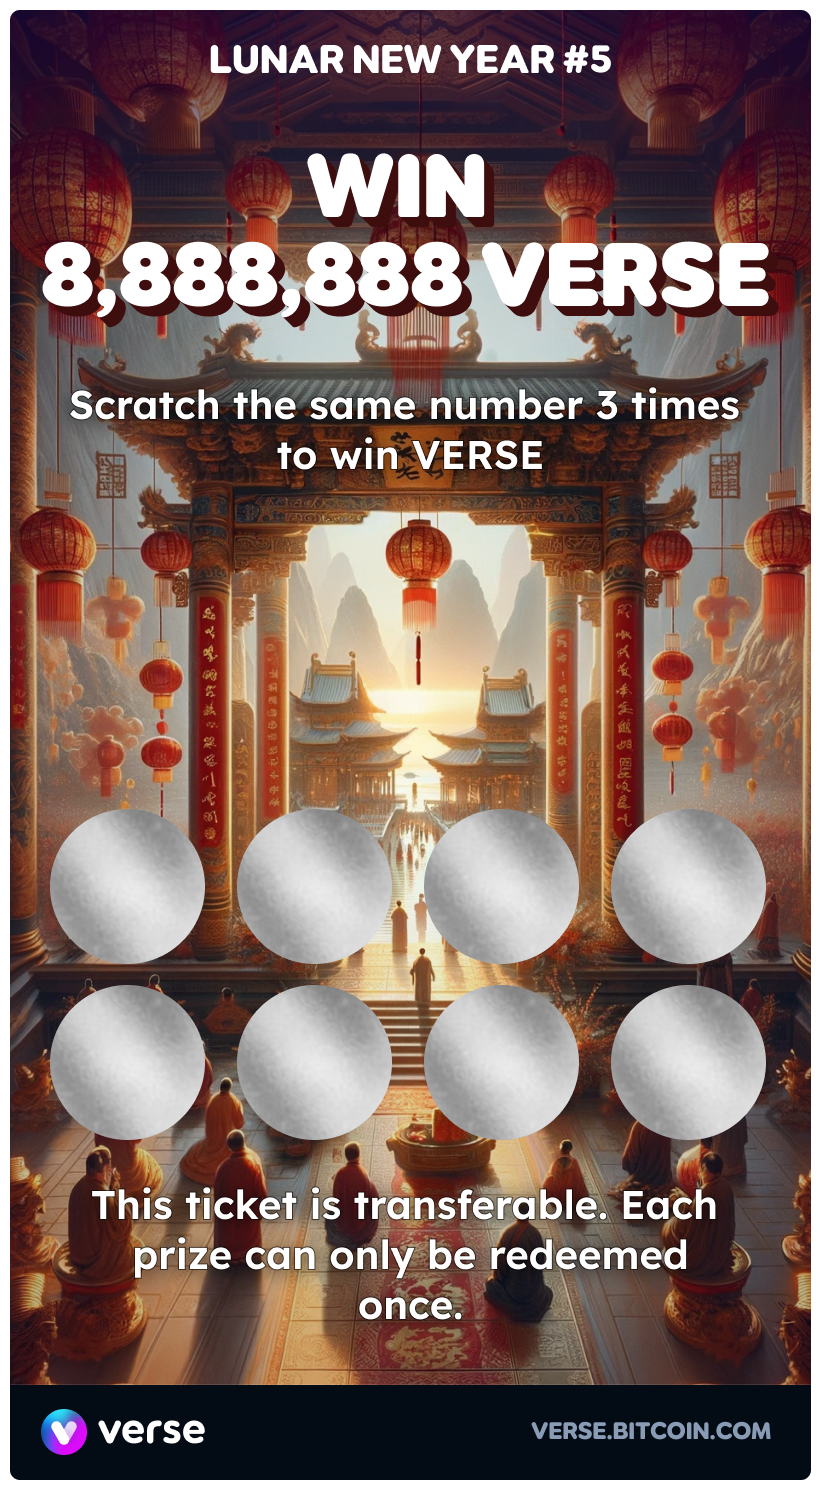 LUNAR NEW YEAR #5
WIN
8,888,888 VERSE
Scratch the same number 3 times
to win VERSE
This ticket is transferable. Each
prize can only be redeemed
once.
verse
VERSE.BITCOIN.COM